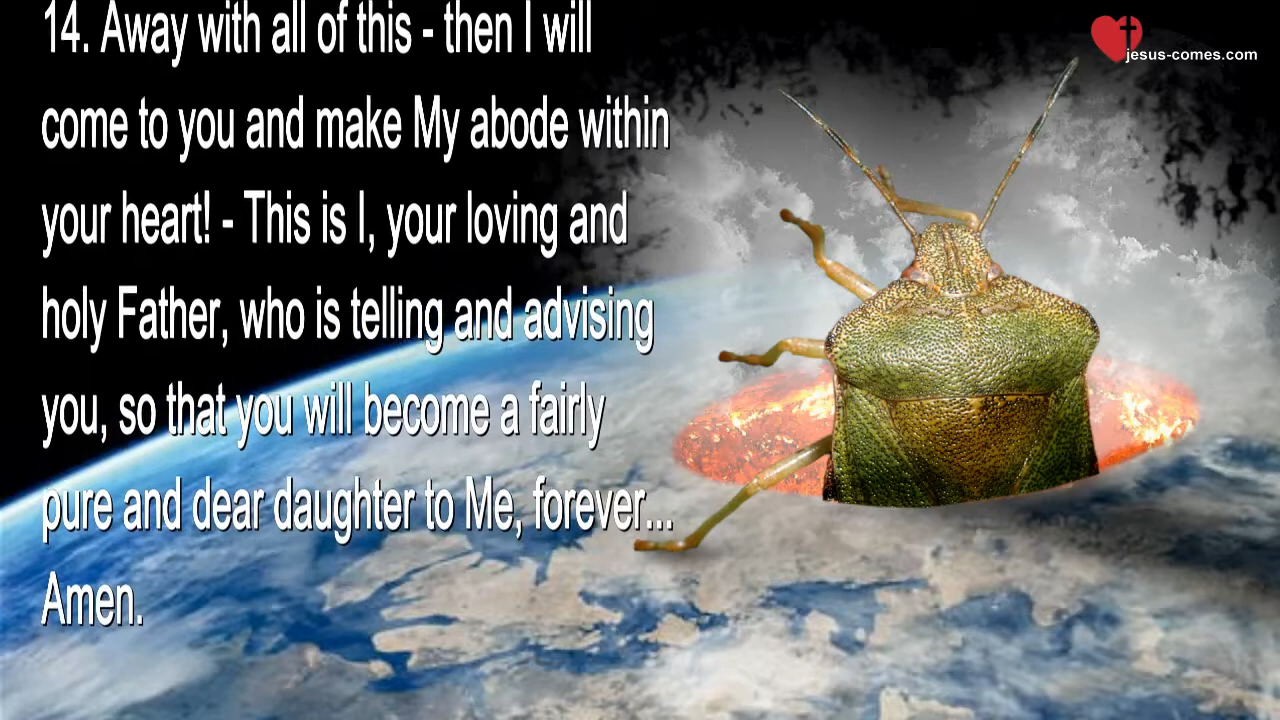 14. Away with all of this - then I will
come to you and make My abode within
your heart! - This is I, your loving and
holy Father, who is telling and advising
you, so that you will become a fairly
pure and dear daughter to Me, forever...
Amen.
jesus-comes.com